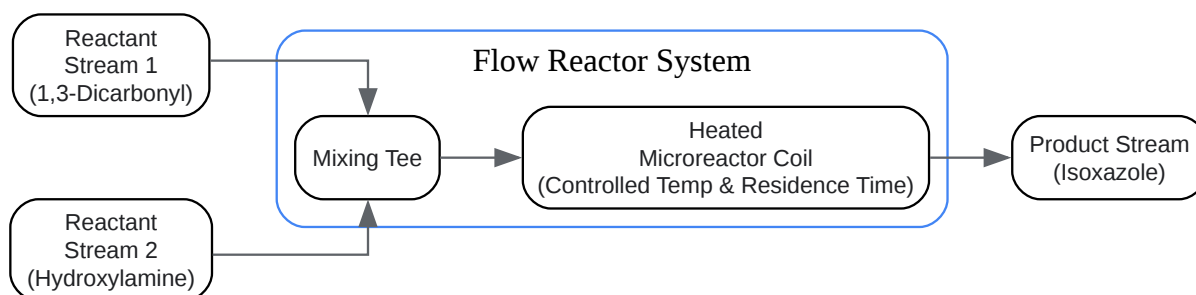 Reactant
Stream 1
(1,3-Dicarbonyl)
Flow Reactor System
Mixing Tee
Heated
Microreactor Coil
(Controlled Temp & Residence Time)
Product Stream
(Isoxazole)
Reactant
Stream 2
(Hydroxylamine)